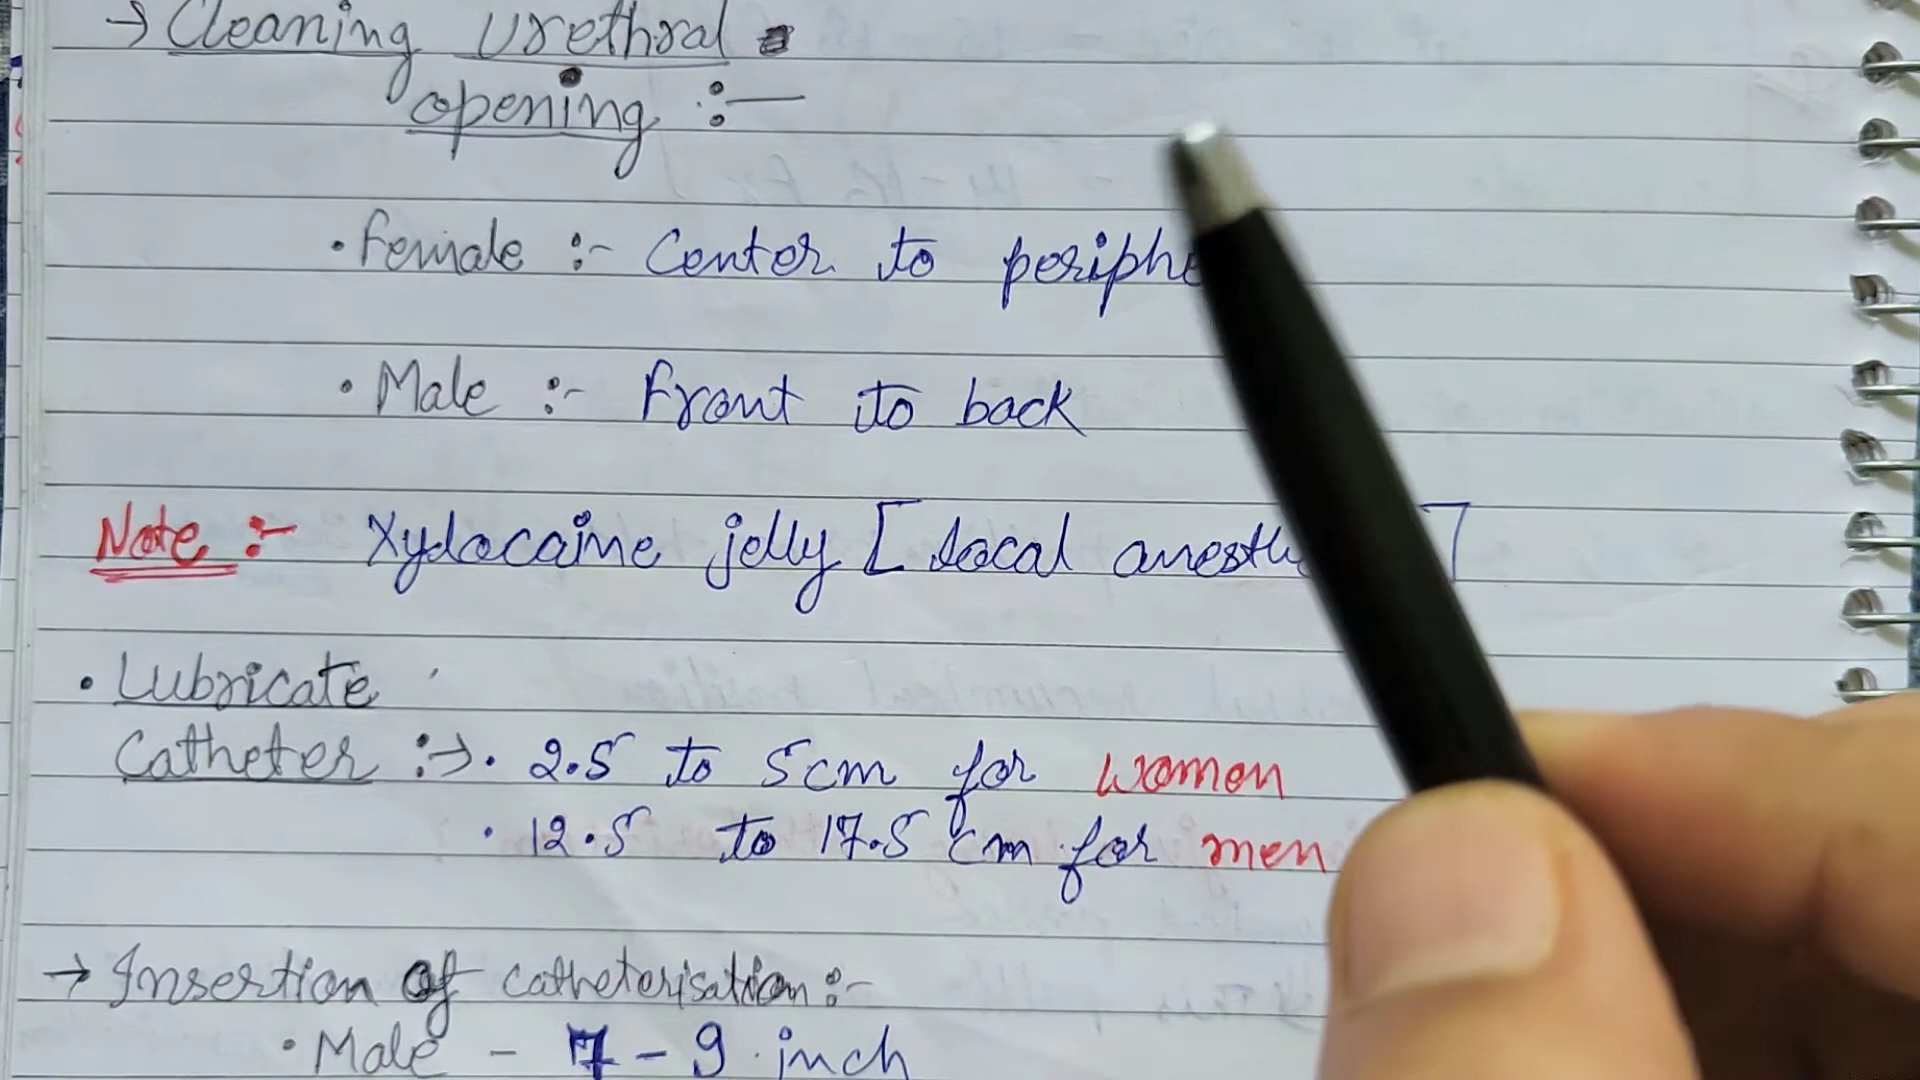 → Cleaning urethral
opening :-
• Female :- Center to periphe
• Male :- Front to back
Note :- Xylocaine jelly [ local anesth ]
• Lubricate
Catheter :→ • 2.5 to 5 cm for women
• 12.5 to 17.5 cm for men
→ Insertion of catheterisation :-
• Male - 7 - 9 inch